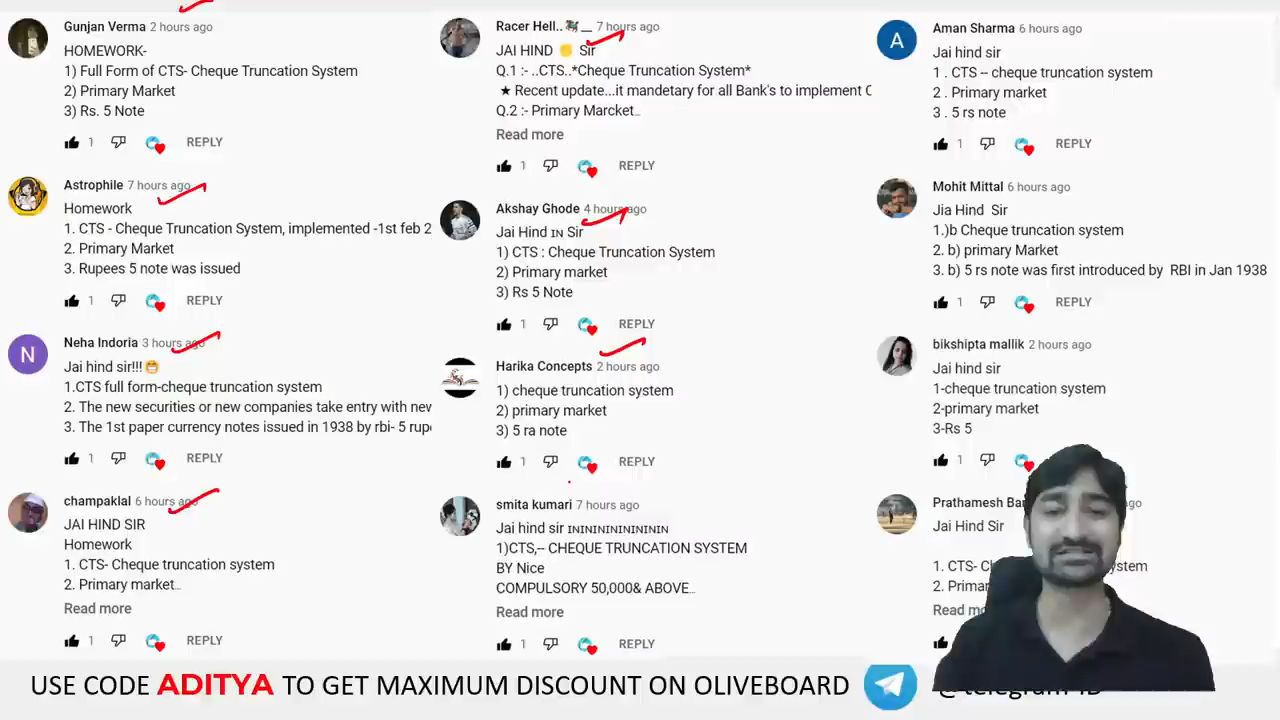 Gunjan Verma 2 hours ago
HOMEWORK-
1) Full Form of CTS- Cheque Truncation System
2) Primary Market
3) Rs. 5 Note
1 REPLY
Astrophile 7 hours ago
Homework
1. CTS - Cheque Truncation System, implemented -1st feb 2
2. Primary Market
3. Rupees 5 note was issued
1 REPLY
Neha Indoria 3 hours ago
Jai hind sir!!!😁
1.CTS full form-cheque truncation system
2. The new securities or new companies take entry with new
3. The 1st paper currency notes issued in 1938 by rbi- 5 rup
1 REPLY
champaklal 6 hours ago
JAI HIND SIR
Homework
1. CTS- Cheque truncation system
2. Primary market...
Read more
1 REPLY
Racer Hell.. __ 7 hours ago
JAI HIND ✊ Sir
Q.1 :- ..CTS..*Cheque Truncation System*
★ Recent update...it mandetary for all Bank's to implement C
Q.2 :- Primary Marcket...
Read more
1 REPLY
Akshay Ghode 4 hours ago
Jai Hind ɪɴ Sir
1) CTS : Cheque Truncation System
2) Primary market
3) Rs 5 Note
1 REPLY
Harika Concepts 2 hours ago
1) cheque truncation system
2) primary market
3) 5 ra note
1 REPLY
smita kumari 7 hours ago
Jai hind sir ɪɴɪɴɪɴɪɴɪɴɪɴɪɴ
1)CTS,-- CHEQUE TRUNCATION SYSTEM
BY Nice
COMPULSORY 50,000& ABOVE...
Read more
1 REPLY
A
Aman Sharma 6 hours ago
Jai hind sir
1 . CTS -- cheque truncation system
2 . Primary market
3 . 5 rs note
1 REPLY
Mohit Mittal 6 hours ago
Jia Hind Sir
1.)b Cheque truncation system
2. b) primary Market
3. b) 5 rs note was first introduced by RBI in Jan 1938
1 REPLY
bikshipta mallik 2 hours ago
Jai hind sir
1-cheque truncation system
2-primary market
3-Rs 5
1
Prathamesh Ba ago
Jai Hind Sir
1. CTS- C ystem
2. Prima
Read m
N
USE CODE ADITYA TO GET MAXIMUM DISCOUNT ON OLIVEBOARD